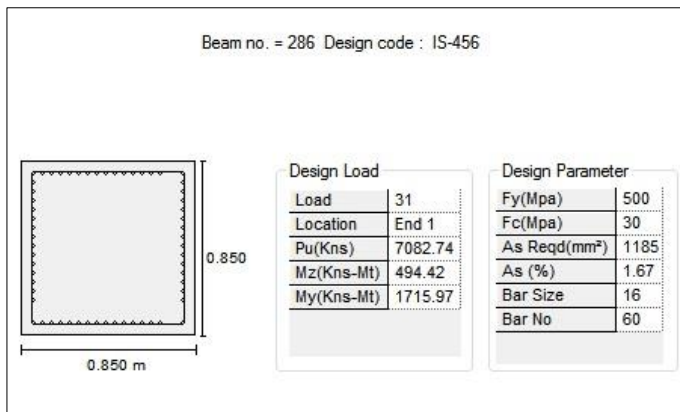 Beam no. = 286 Design code : IS-456
0.850
0.850 m
Design Load
Load 31
Location End 1
Pu(Kns) 7082.74
Mz(Kns-Mt) 494.42
My(Kns-Mt) 1715.97
Design Parameter
Fy(Mpa) 500
Fc(Mpa) 30
As Reqd(mm²) 1185
As (%) 1.67
Bar Size 16
Bar No 60